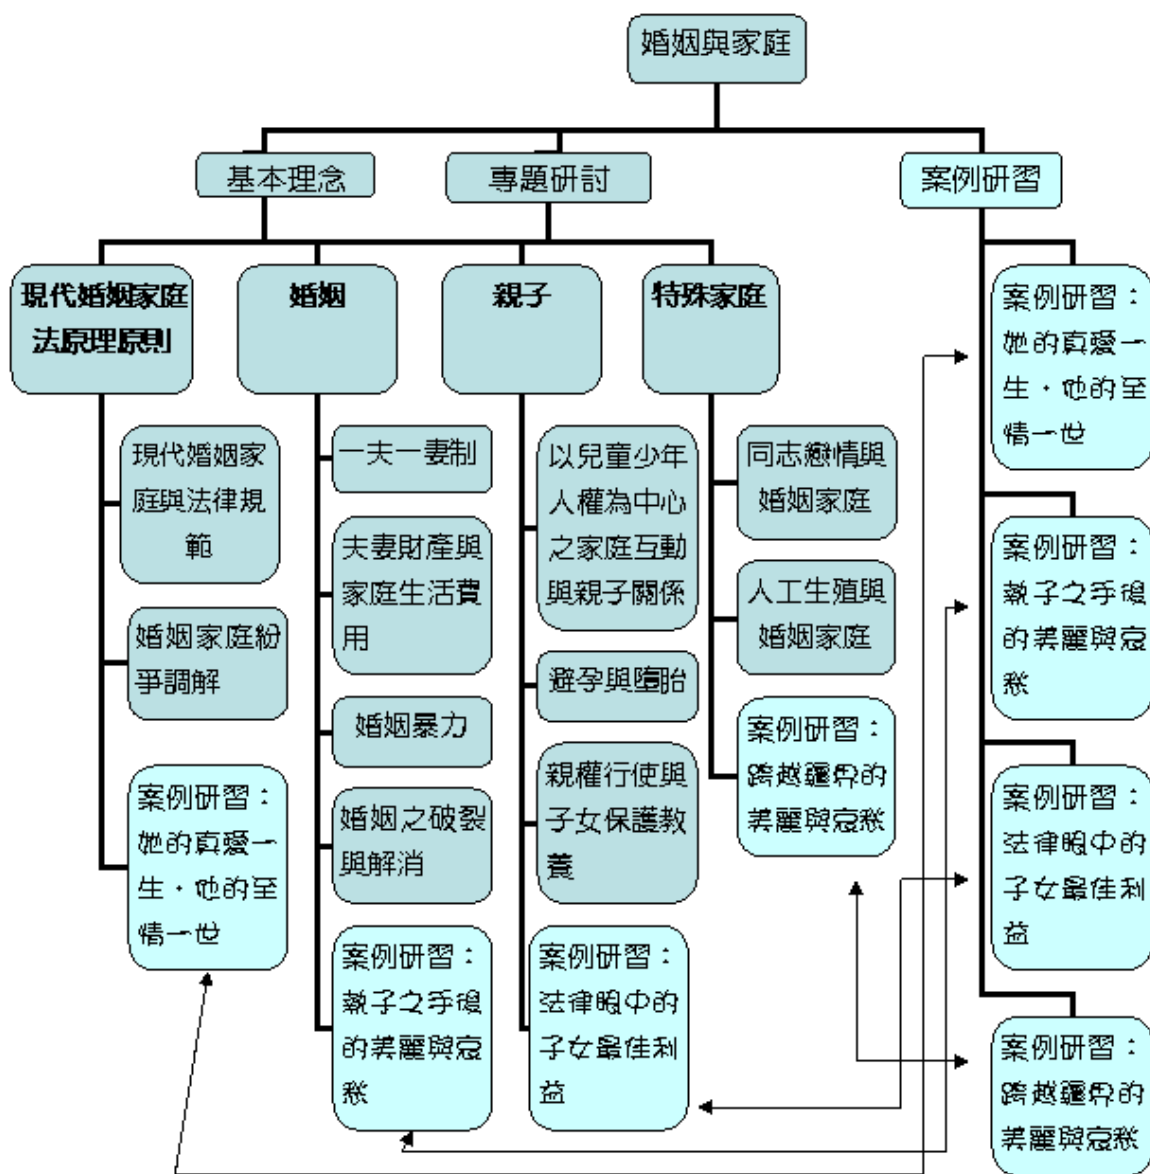 婚姻與家庭
基本理念
專題研討
案例研習
現代婚姻家庭
法原理原則
婚姻
親子
特殊家庭
現代婚姻家
庭與法律規
範
婚姻家庭紛
爭調解
案例研習：
她的真愛一
生，他的至
情一世
一夫一妻制
夫妻財產與
家庭生活費
用
婚姻暴力
婚姻之破裂
與解消
案例研習：
執子之手後
的美麗與哀
愁
以兒童少年
人權為中心
之家庭互動
與親子關係
避孕與墮胎
親權行使與
子女保護教
養
案例研習：
法律眼中的
子女最佳利
益
同志戀情與
婚姻家庭
人工生殖與
婚姻家庭
案例研習：
跨越疆界的
美麗與哀愁
案例研習：
她的真愛一
生，他的至
情一世
案例研習：
執子之手後
的美麗與哀
愁
案例研習：
法律眼中的
子女最佳利
益
案例研習：
跨越疆界的
美麗與哀愁